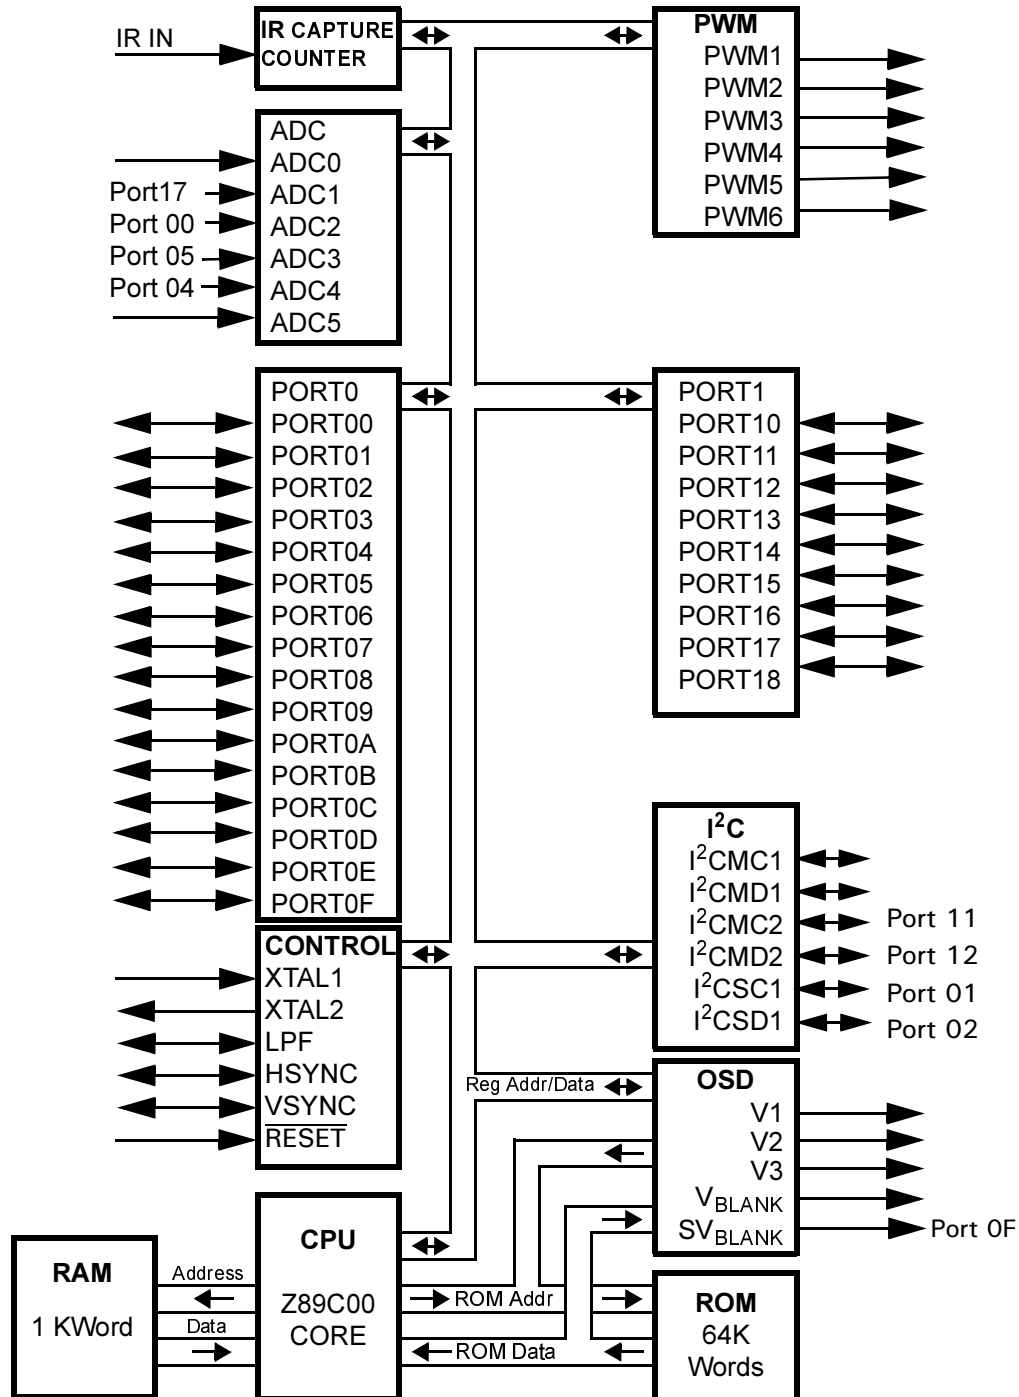 IR IN
IR CAPTURE
COUNTER
PWM
PWM1
PWM2
PWM3
PWM4
PWM5
PWM6
ADC
ADC0
Port17 ADC1
Port 00 ADC2
Port 05 ADC3
Port 04 ADC4
ADC5
PORT0
PORT00
PORT01
PORT02
PORT03
PORT04
PORT05
PORT06
PORT07
PORT08
PORT09
PORT0A
PORT0B
PORT0C
PORT0D
PORT0E
PORT0F
PORT1
PORT10
PORT11
PORT12
PORT13
PORT14
PORT15
PORT16
PORT17
PORT18
I²C
I²CMC1
I²CMD1
I²CMC2 Port 11
I²CMD2 Port 12
I²CSC1 Port 01
I²CSD1 Port 02
CONTROL
XTAL1
XTAL2
LPF
HSYNC
VSYNC
RESET
Reg Addr/Data
OSD
V1
V2
V3
VBLANK
SVBLANK Port 0F
RAM
1 KWord
Address
Data
CPU
Z89C00
CORE
ROM Addr
ROM Data
ROM
64K
Words